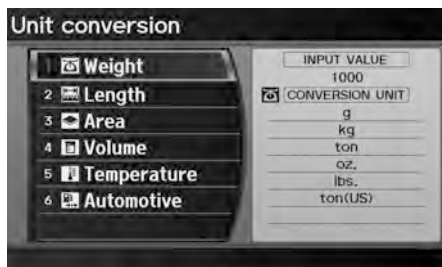 Unit conversion
1 Weight
2 Length
3 Area
4 Volume
5 Temperature
6 Automotive
INPUT VALUE
1000
CONVERSION UNIT
g
kg
ton
oz.
lbs.
ton(US)